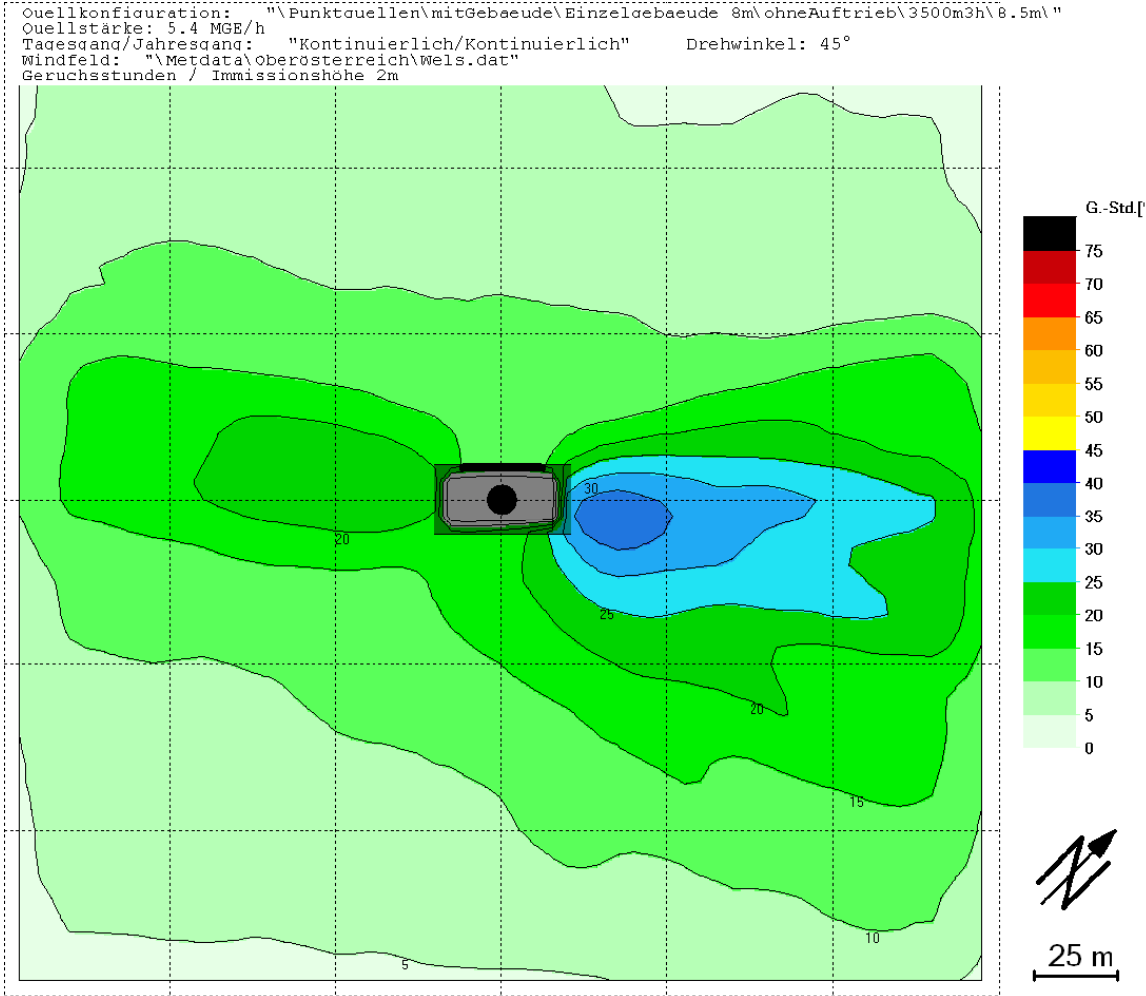 Quellkonfiguration: "\Punktquellen\mitGebaeude\Einzelgebaeude 8m\ohneAuftrieb\3500m3h\8.5m\"
Quellstärke: 5.4 MGE/h
Tagesgang/Jahresgang: "Kontinuierlich/Kontinuierlich" Drehwinkel: 45°
Windfeld: "\Metdata\Oberösterreich\Wels.dat"
Geruchsstunden / Immissionshöhe 2m
G.-Std.['
75
70
65
60
55
50
45
40
35
30
25
20
15
10
5
0
30
20
25
20
15
10
5
N
25 m